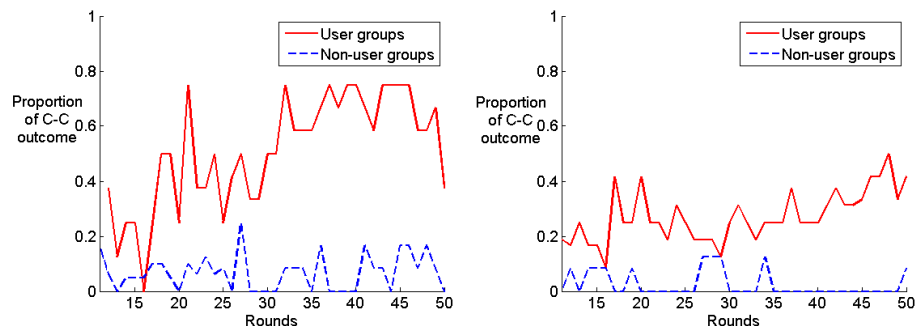 1
0.8
0.6
0.4
0.2
0
Proportion
of C-C
outcome
User groups
Non-user groups
15 20 25 30 35 40 45 50
Rounds
1
0.8
0.6
0.4
0.2
0
Proportion
of C-C
outcome
User groups
Non-user groups
15 20 25 30 35 40 45 50
Rounds